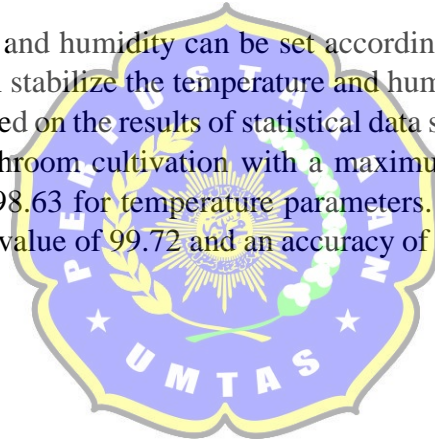 and humidity can be set accordin
stabilize the temperature and hum
ed on the results of statistical data s
hroom cultivation with a maximu
98.63 for temperature parameters.
value of 99.72 and an accuracy of
PERPUSTAKAAN
UMTAS